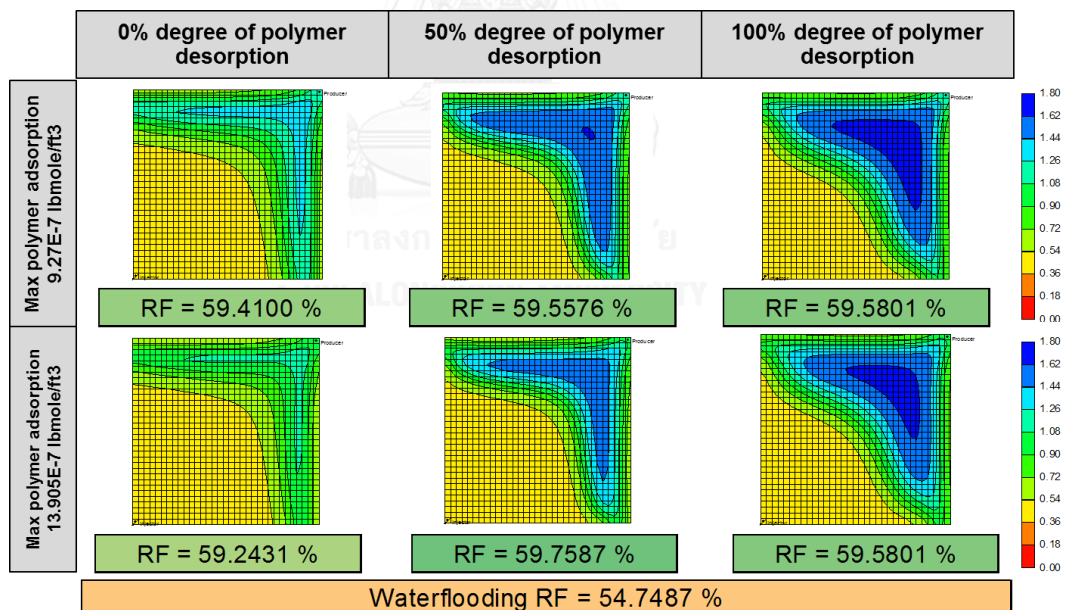 0% degree of polymer
desorption
50% degree of polymer
desorption
100% degree of polymer
desorption
Max polymer adsorption
9.27E-7 lbmole/ft3
Producer
Producer
Producer
1.80
1.62
1.44
1.26
1.08
0.90
0.72
0.54
0.36
0.18
0.00
RF = 59.4100 %
RF = 59.5576 %
RF = 59.5801 %
Max polymer adsorption
13.905E-7 lbmole/ft3
Producer
Producer
Producer
1.80
1.62
1.44
1.26
1.08
0.90
0.72
0.54
0.36
0.18
0.00
RF = 59.2431 %
RF = 59.7587 %
RF = 59.5801 %
Waterflooding RF = 54.7487 %